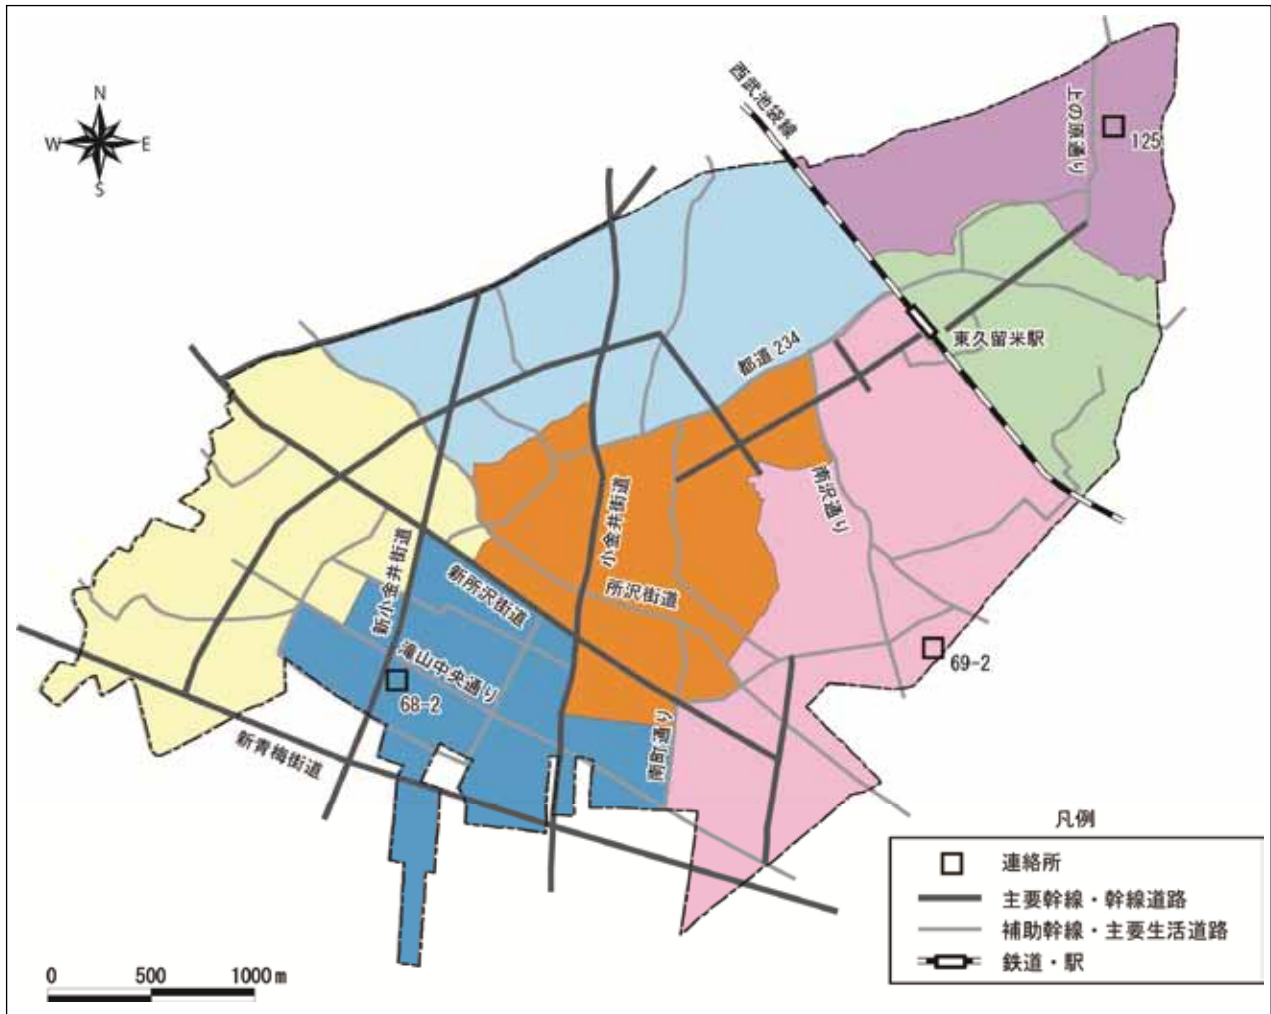 N
W
E
S
西武池袋線
上の原通り
125
東久留米駅
都道 234
南沢通り
小金井街道
新小金井街道
新所沢街道
所沢街道
滝山中央通り
68-2
69-2
南町通り
新青梅街道
凡例
連絡所
主要幹線・幹線道路
補助幹線・主要生活道路
鉄道・駅
0 500 1000m